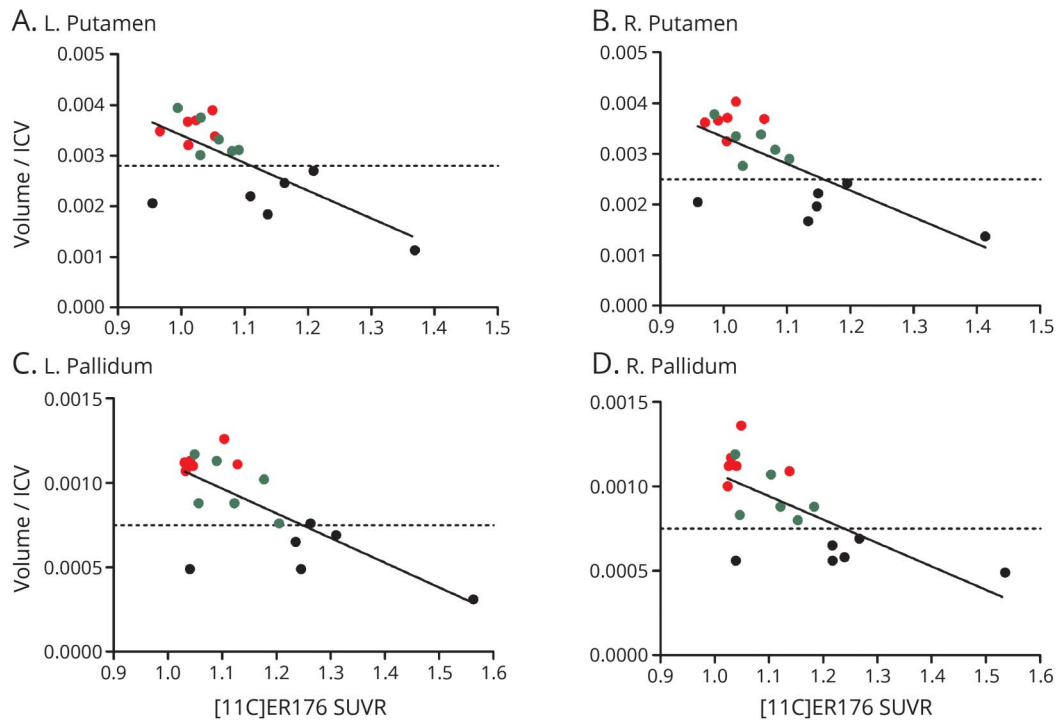 A. L. Putamen
Volume / ICV
0.005
0.004
0.003
0.002
0.001
0.000
0.9 1.0 1.1 1.2 1.3 1.4 1.5
B. R. Putamen
0.005
0.004
0.003
0.002
0.001
0.000
0.9 1.0 1.1 1.2 1.3 1.4 1.5
C. L. Pallidum
Volume / ICV
0.0015
0.0010
0.0005
0.0000
0.9 1.0 1.1 1.2 1.3 1.4 1.5 1.6
[11C]ER176 SUVR
D. R. Pallidum
0.0015
0.0010
0.0005
0.0000
0.9 1.0 1.1 1.2 1.3 1.4 1.5 1.6
[11C]ER176 SUVR